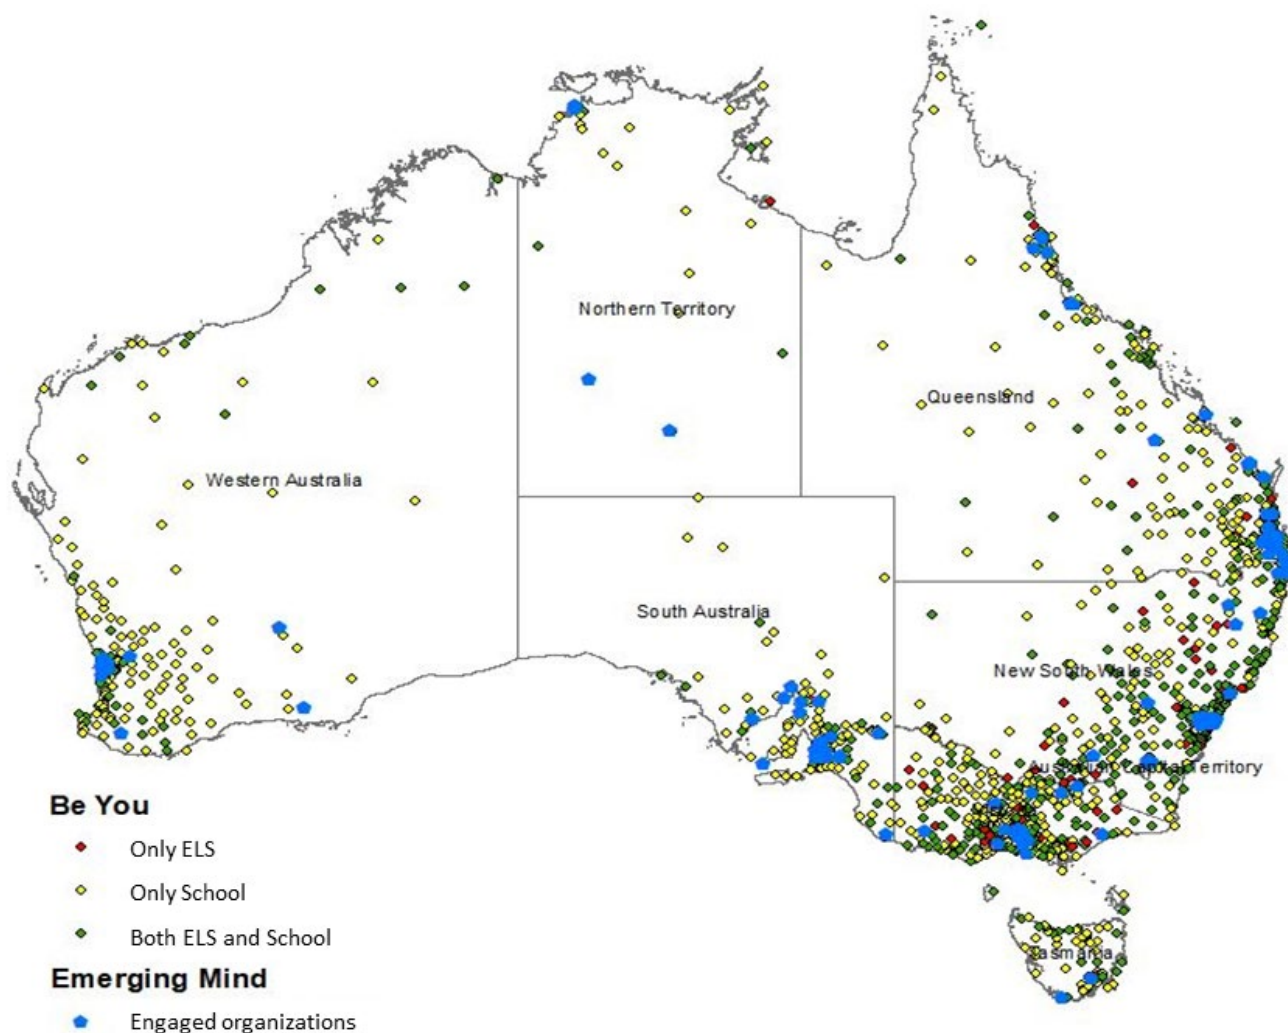 Northern Territory
Queensland
Western Australia
South Australia
New South Wales
Australian Capital Territory
Tasmania
Be You
Only ELS
Only School
Both ELS and School
Emerging Mind
Engaged organizations